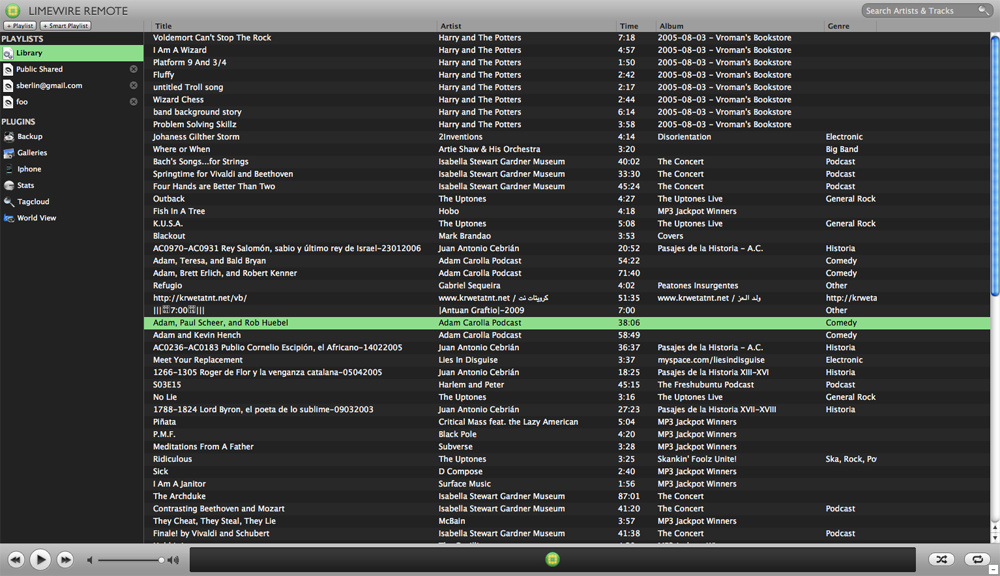 LIMEWIRE REMOTE
Search Artists & Tracks
+ Playlist + Smart Playlist
Title Artist Time Album Genre
PLAYLISTS
Library
Public Shared
sberlin@gmail.com
foo
PLUGINS
Backup
Galleries
Iphone
Stats
Tagcloud
World View
Voldemort Can't Stop The Rock Harry and The Potters 7:18 2005-08-03 - Vroman's Bookstore
I Am A Wizard Harry and The Potters 4:57 2005-08-03 - Vroman's Bookstore
Platform 9 And 3/4 Harry and The Potters 1:50 2005-08-03 - Vroman's Bookstore
Fluffy Harry and The Potters 2:42 2005-08-03 - Vroman's Bookstore
untitled Troll song Harry and The Potters 2:17 2005-08-03 - Vroman's Bookstore
Wizard Chess Harry and The Potters 2:44 2005-08-03 - Vroman's Bookstore
band background story Harry and The Potters 6:14 2005-08-03 - Vroman's Bookstore
Problem Solving Skillz Harry and The Potters 3:58 2005-08-03 - Vroman's Bookstore
Johaness Gilther Storm 2Inventions 4:14 Disorientation Electronic
Where or When Artie Shaw & His Orchestra 3:20 Big Band
Bach's Songs...for Strings Isabella Stewart Gardner Museum 40:02 The Concert Podcast
Springtime for Vivaldi and Beethoven Isabella Stewart Gardner Museum 33:30 The Concert Podcast
Four Hands are Better Than Two Isabella Stewart Gardner Museum 45:24 The Concert Podcast
Outback The Uptones 4:27 The Uptones Live General Rock
Fish In A Tree Hobo 4:18 MP3 Jackpot Winners
K.U.S.A. The Uptones 5:08 The Uptones Live General Rock
Blackout Mark Brandao 3:53 Covers
AC0970-AC0931 Rey Salomón, sabio y último rey de Israel-23012006 Juan Antonio Cebrián 20:52 Pasajes de la Historia - A.C. Historia
Adam, Teresa, and Bald Bryan Adam Carolla Podcast 54:22 Comedy
Adam, Brett Erlich, and Robert Kenner Adam Carolla Podcast 71:40 Comedy
Refugio Gabriel Sequeira 4:02 Peatones Insurgentes Other
http://krwetatnt.net/vb/ www.krwetatnt.net / كرويتات نت 51:35 www.krwetatnt.net / ولد العز http://krweta
|||7:00||| |Antuan Graftio|-2009 7:00 Other
Adam, Paul Scheer, and Rob Huebel Adam Carolla Podcast 38:06 Comedy
Adam and Kevin Hench Adam Carolla Podcast 58:49 Comedy
AC0236-AC0183 Publio Cornelio Escipión, el Africano-14022005 Juan Antonio Cebrián 36:37 Pasajes de la Historia - A.C. Historia
Meet Your Replacement Lies In Disguise 3:37 myspace.com/liesindisguise Electronic
1266-1305 Roger de Flor y la venganza catalana-05042005 Juan Antonio Cebrián 18:25 Pasajes de la Historia XIII-XVI Historia
S03E15 Harlem and Peter 45:15 The Freshubuntu Podcast Podcast
No Lie The Uptones 3:16 The Uptones Live General Rock
1788-1824 Lord Byron, el poeta de lo sublime-09032003 Juan Antonio Cebrián 27:23 Pasajes de la Historia XVII-XVIII Historia
Piñata Critical Mass feat. the Lazy American 5:04 MP3 Jackpot Winners
P.M.F. Black Pole 4:20 MP3 Jackpot Winners
Meditations From A Father Subverse 3:28 MP3 Jackpot Winners
Ridiculous The Uptones 3:25 Skankin' Foolz Unite! Ska, Rock, Po
Sick D Compose 2:40 MP3 Jackpot Winners
I Am A Janitor Surface Music 1:56 MP3 Jackpot Winners
The Archduke Isabella Stewart Gardner Museum 87:01 The Concert
Contrasting Beethoven and Mozart Isabella Stewart Gardner Museum 41:20 The Concert Podcast
They Cheat, They Steal, They Lie McBain 3:57 MP3 Jackpot Winners
Finale! by Vivaldi and Schubert Isabella Stewart Gardner Museum 41:38 The Concert Podcast